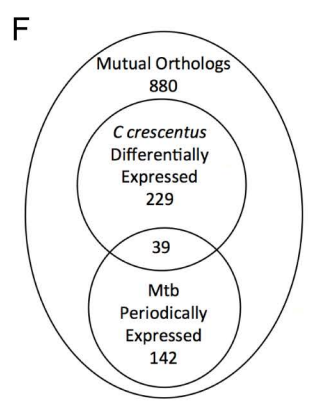 F
Mutual Orthologs
880
C crescentus
Differentially
Expressed
229
39
Mtb
Periodically
Expressed
142